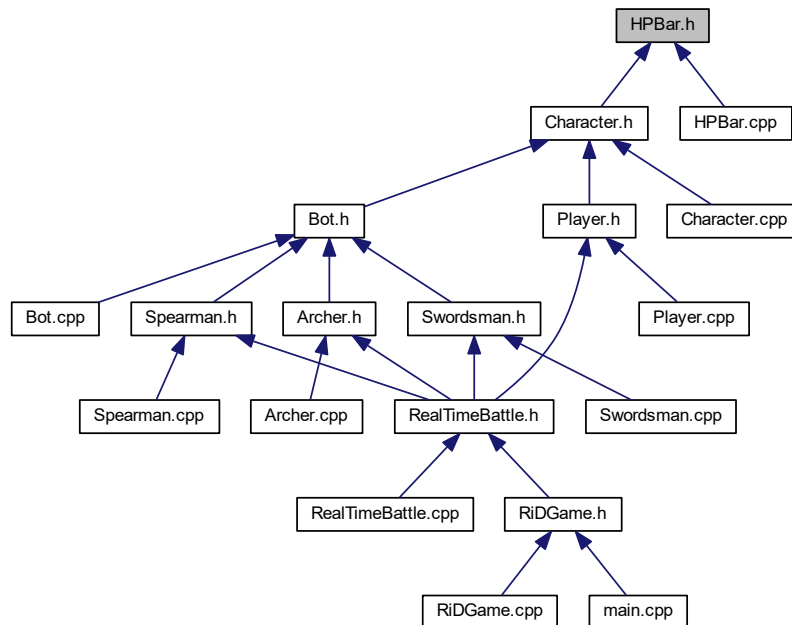 HPBar.h
Character.h
HPBar.cpp
Bot.h
Player.h
Character.cpp
Bot.cpp
Spearman.h
Archer.h
Swordsman.h
Player.cpp
Spearman.cpp
Archer.cpp
RealTimeBattle.h
Swordsman.cpp
RealTimeBattle.cpp
RiDGame.h
RiDGame.cpp
main.cpp